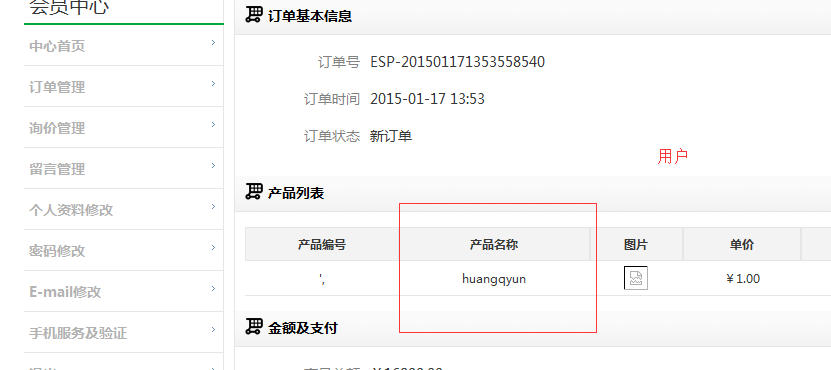 会员中心
中心首页
订单管理
询价管理
留言管理
个人资料修改
密码修改
E-mail修改
手机服务及验证
订单基本信息
订单号 ESP-201501171353558540
订单时间 2015-01-17 13:53
订单状态 新订单
用户
产品列表
产品编号 产品名称 图片 单价
', huangqyun ￥1.00
金额及支付